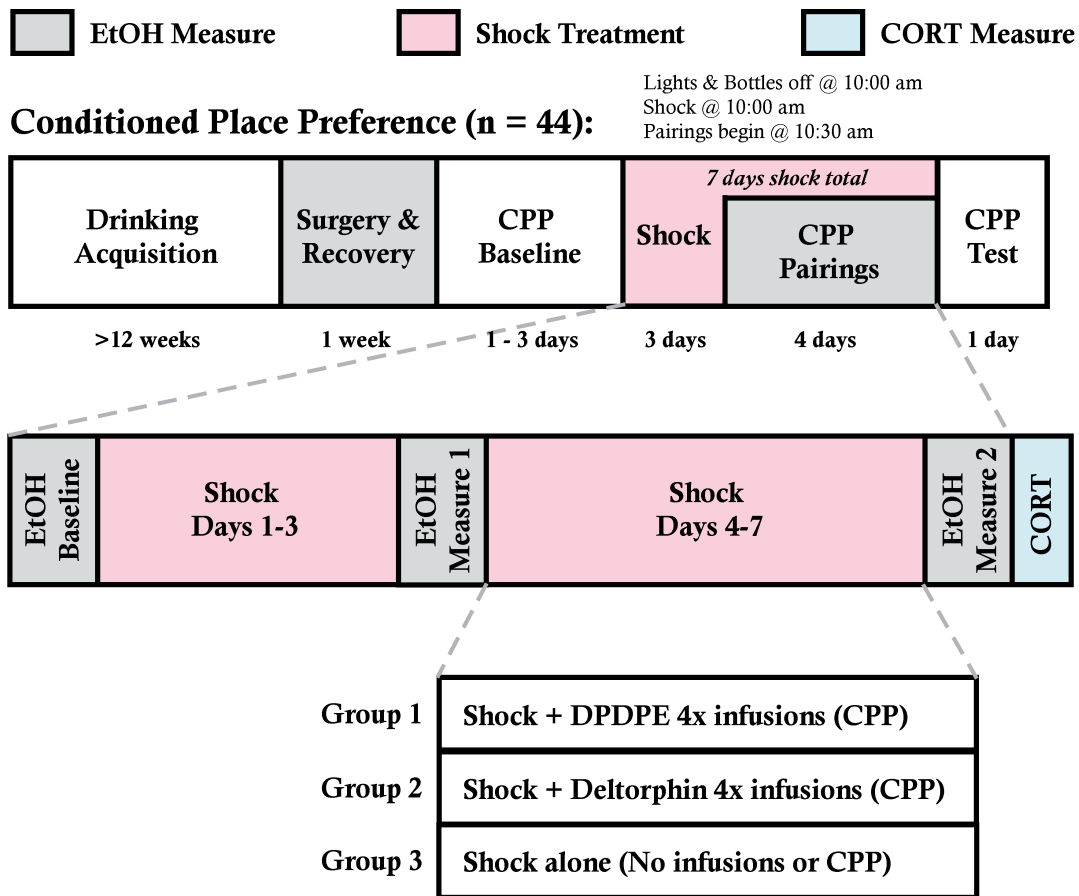 EtOH Measure
Shock Treatment
CORT Measure
Lights & Bottles off @ 10:00 am
Shock @ 10:00 am
Pairings begin @ 10:30 am
Conditioned Place Preference (n = 44):
Drinking
Acquisition
Surgery &
Recovery
CPP
Baseline
7 days shock total
Shock
CPP
Pairings
CPP
Test
>12 weeks
1 week
1 - 3 days
3 days
4 days
1 day
EtOH
Baseline
Shock
Days 1-3
EtOH
Measure 1
Shock
Days 4-7
EtOH
Measure 2
CORT
Group 1
Shock + DPDPE 4x infusions (CPP)
Group 2
Shock + Deltorphin 4x infusions (CPP)
Group 3
Shock alone (No infusions or CPP)